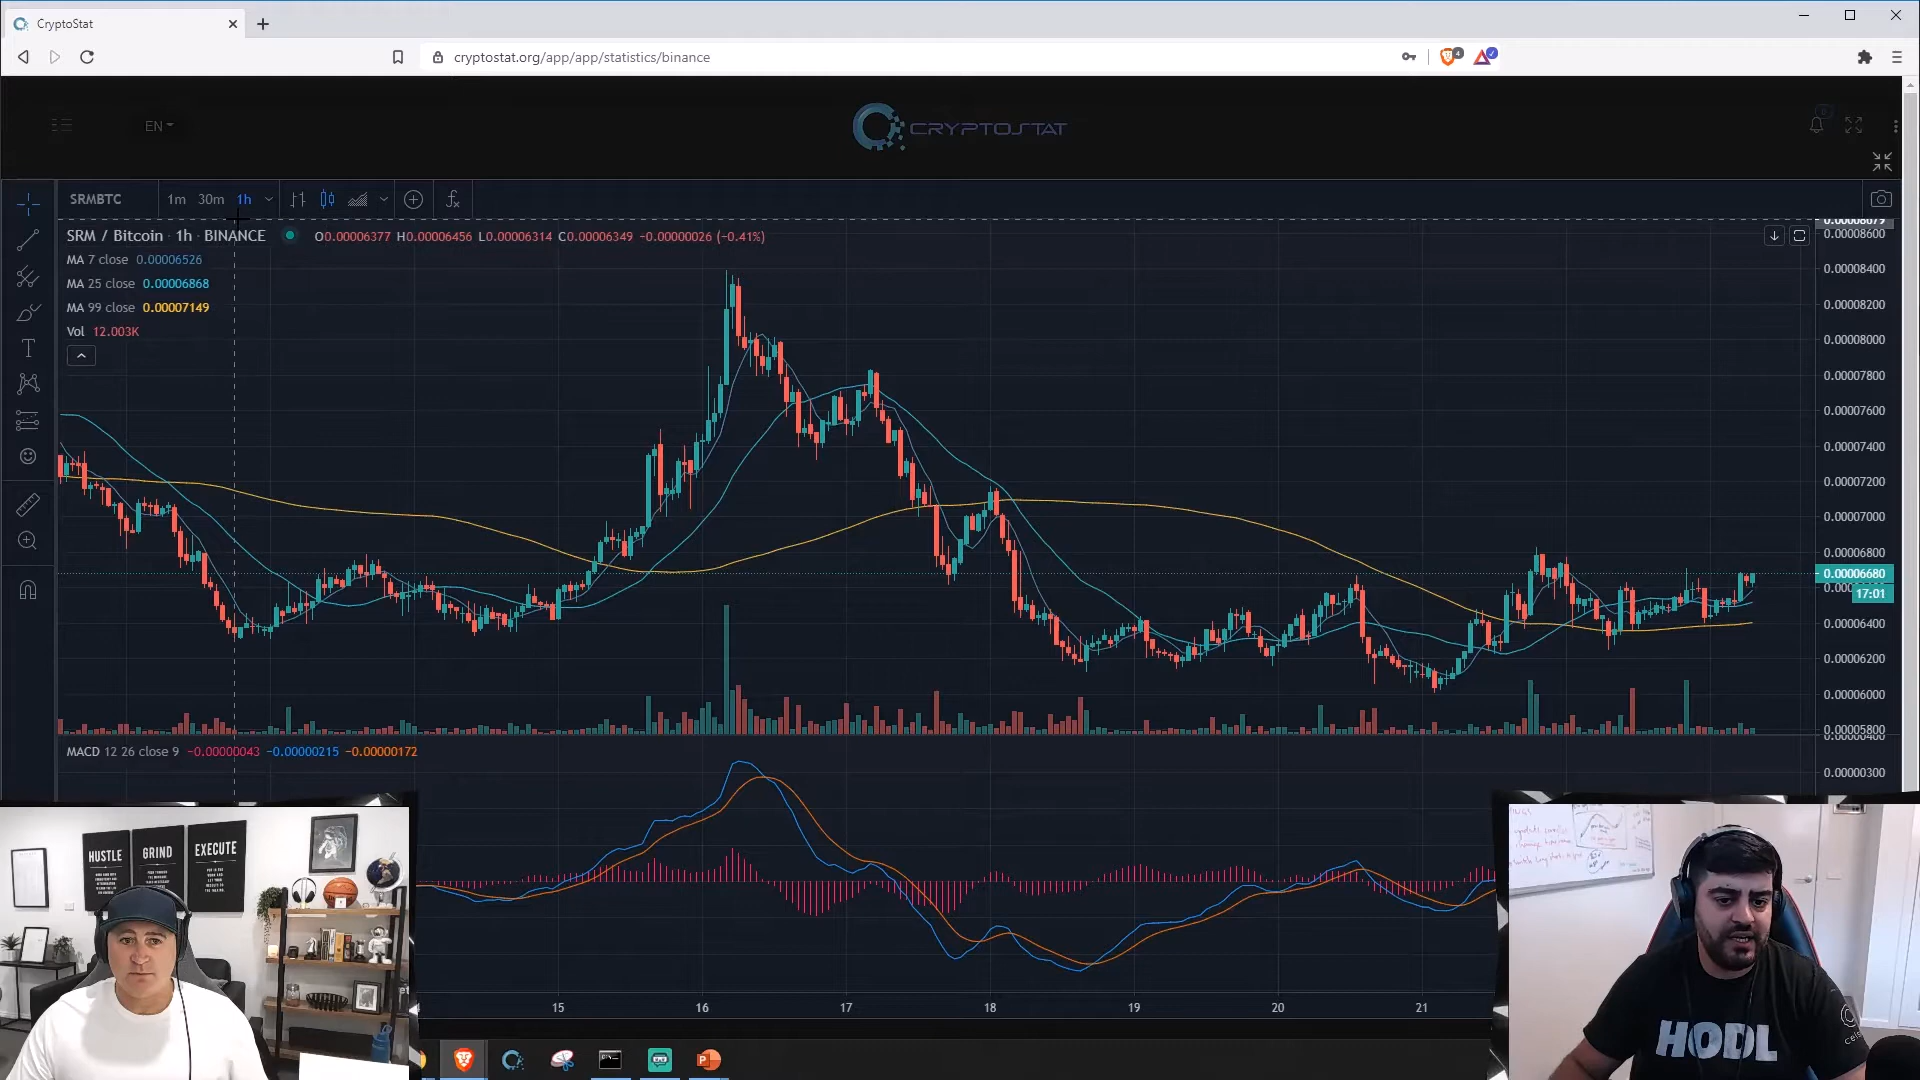 CryptoStat
cryptostat.org/app/app/statistics/binance
4
EN
CRYPTOSTAT
SRMBTC
1m 30m 1h
SRM / Bitcoin · 1h · BINANCE O0.00006377 H0.00006456 L0.00006314 C0.00006349 −0.00000026 (−0.41%)
MA 7 close 0.00006526
MA 25 close 0.00006868
MA 99 close 0.00007149
Vol 12.003K
0.00008679
0.00008600
0.00008400
0.00008200
0.00008000
0.00007800
0.00007600
0.00007400
0.00007200
0.00007000
0.00006800
0.00006680
17:01
0.00006400
0.00006200
0.00006000
0.00005800
MACD 12 26 close 9 −0.00000043 −0.00000215 −0.00000172
0.00000400
0.00000300
15 16 17 18 19 20 21
HUSTLE
GRIND
EXECUTE
HODL